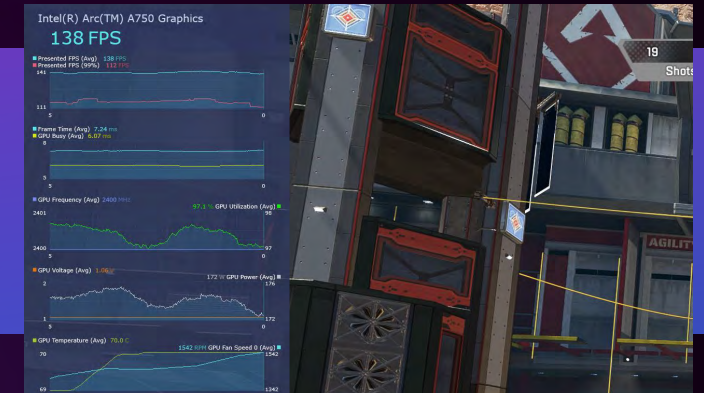 Intel(R) Arc(TM) A750 Graphics
138 FPS
Presented FPS (Avg) 138 FPS
Presented FPS (99%) 112 FPS
141
111
5 0
Frame Time (Avg) 7.24 ms
GPU Busy (Avg) 6.07 ms
8
5
5 0
GPU Frequency (Avg) 2400 MHz
97.1 % GPU Utilization (Avg)
2401 98
2400 97
5 0
GPU Voltage (Avg)
172 W GPU Power (Avg)
2 176
1 172
5 0
GPU Temperature (Avg) 70.0 C
1542 RPM GPU Fan Speed 0 (Avg)
70 1542
69 1342
19
Shots
AGILIT